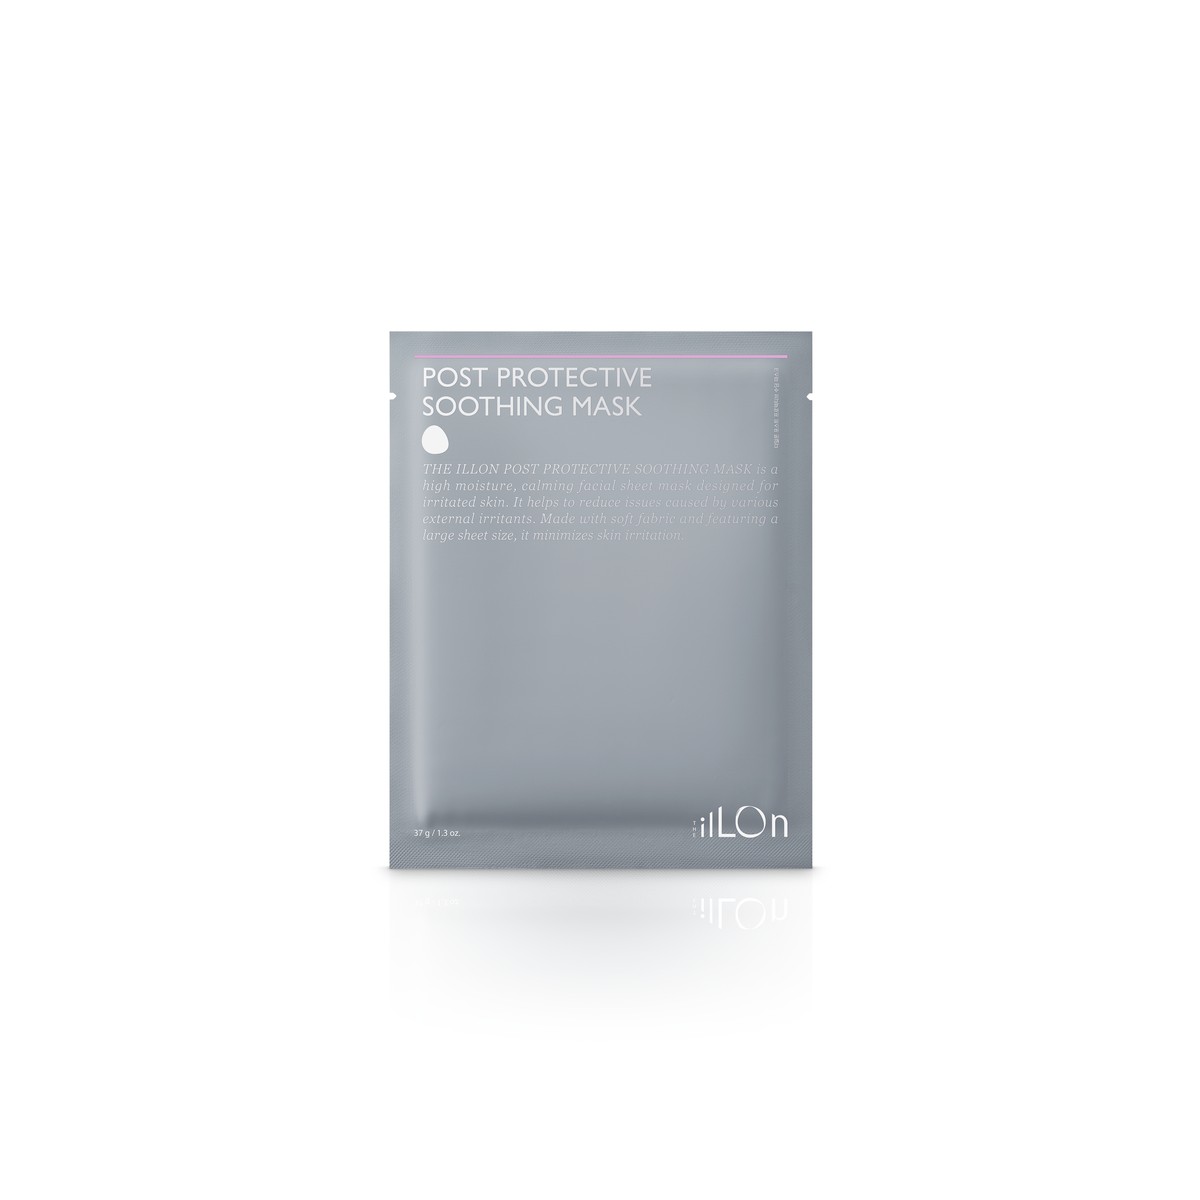 POST PROTECTIVE
SOOTHING MASK
THE ILLON POST PROTECTIVE SOOTHING MASK is a
high moisture, calming facial sheet mask designed for
irritated skin. It helps to reduce issues caused by various
external irritants. Made with soft fabric and featuring a
large sheet size, it minimizes skin irritation.
37 g / 1.3 oz.
THE illOn